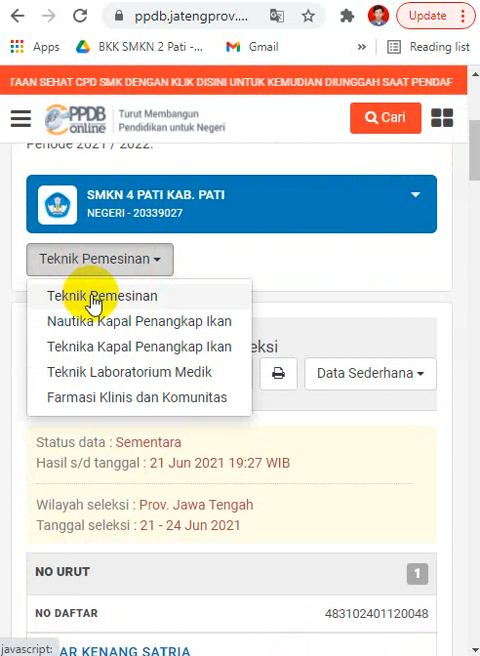 ppdb.jatengprov....
Update
Apps
BKK SMKN 2 Pati -...
Gmail
»
Reading list
TAAN SEHAT CPD SMK DENGAN KLIK DISINI UNTUK KEMUDIAN DIUNGGAH SAAT PENDAF
PPDB online
Turut Membangun
Pendidikan untuk Negeri
Cari
Periode 2021 / 2022.
SMKN 4 PATI KAB. PATI
NEGERI - 20339027
Teknik Pemesinan
Teknik Pemesinan
Nautika Kapal Penangkap Ikan
Teknika Kapal Penangkap Ikan
eksi
Teknik Laboratorium Medik
Data Sederhana
Farmasi Klinis dan Komunitas
Status data : Sementara
Hasil s/d tanggal : 21 Jun 2021 19:27 WIB
Wilayah seleksi : Prov. Jawa Tengah
Tanggal seleksi : 21 - 24 Jun 2021
NO URUT 1
NO DAFTAR 483102401120048
javascript:
AR KENANG SATRIA